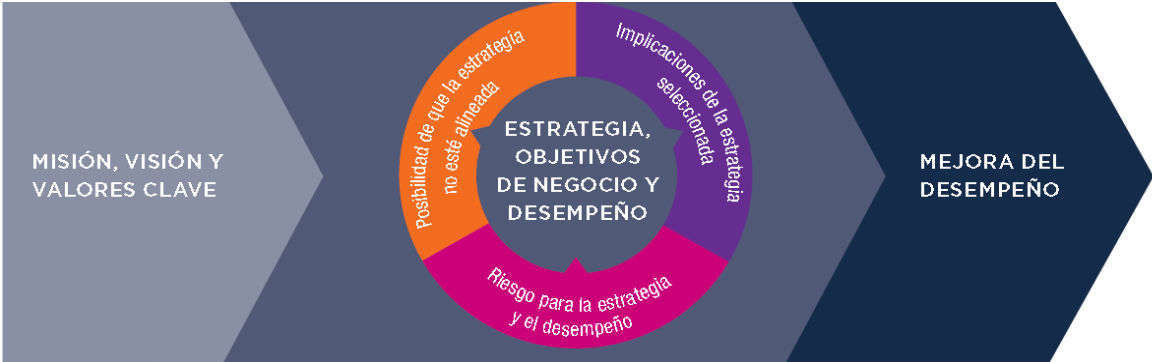 MISIÓN, VISIÓN Y
VALORES CLAVE
Posibilidad de que la estrategia
no esté alineada
Implicaciones de la estrategia
seleccionada
ESTRATEGIA,
OBJETIVOS
DE NEGOCIO Y
DESEMPEÑO
Riesgo para la estrategia
y el desempeño
MEJORA DEL
DESEMPEÑO